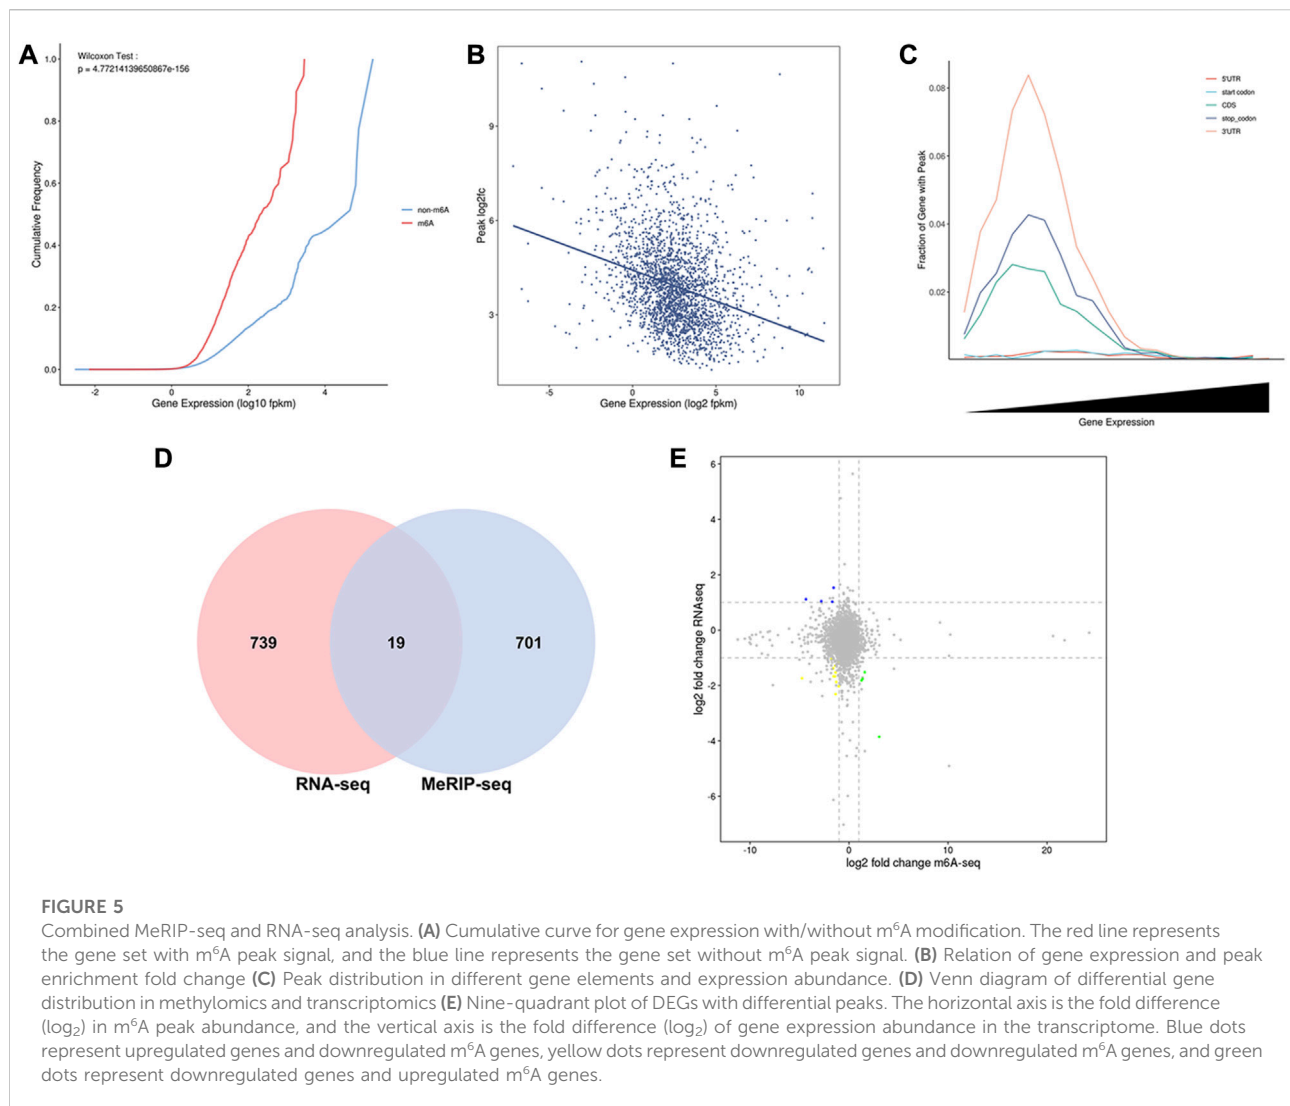 A
Wilcoxon Test :
p = 4.77214139650867e-156
1.0
0.8
0.6
0.4
0.2
0.0
Cumulative Frequency
-2
0
2
4
Gene Expression (log10 fpkm)
non-m6A
m6A
B
9
6
3
Peak log2fc
-5
0
5
10
Gene Expression (log2 fpkm)
C
0.08
0.06
0.04
0.02
Fraction of Gene with Peak
5'UTR
start codon
CDS
stop_codon
3'UTR
Gene Expression
D
739
19
701
RNA-seq
MeRIP-seq
E
6
4
2
0
-2
-4
-6
log2 fold change RNAseq
-10
0
10
20
log2 fold change m6A-seq
FIGURE 5
Combined MeRIP-seq and RNA-seq analysis. (A) Cumulative curve for gene expression with/without m⁶A modification. The red line represents
the gene set with m⁶A peak signal, and the blue line represents the gene set without m⁶A peak signal. (B) Relation of gene expression and peak
enrichment fold change (C) Peak distribution in different gene elements and expression abundance. (D) Venn diagram of differential gene
distribution in methylomics and transcriptomics (E) Nine-quadrant plot of DEGs with differential peaks. The horizontal axis is the fold difference
(log₂) in m⁶A peak abundance, and the vertical axis is the fold difference (log₂) of gene expression abundance in the transcriptome. Blue dots
represent upregulated genes and downregulated m⁶A genes, yellow dots represent downregulated genes and downregulated m⁶A genes, and green
dots represent downregulated genes and upregulated m⁶A genes.